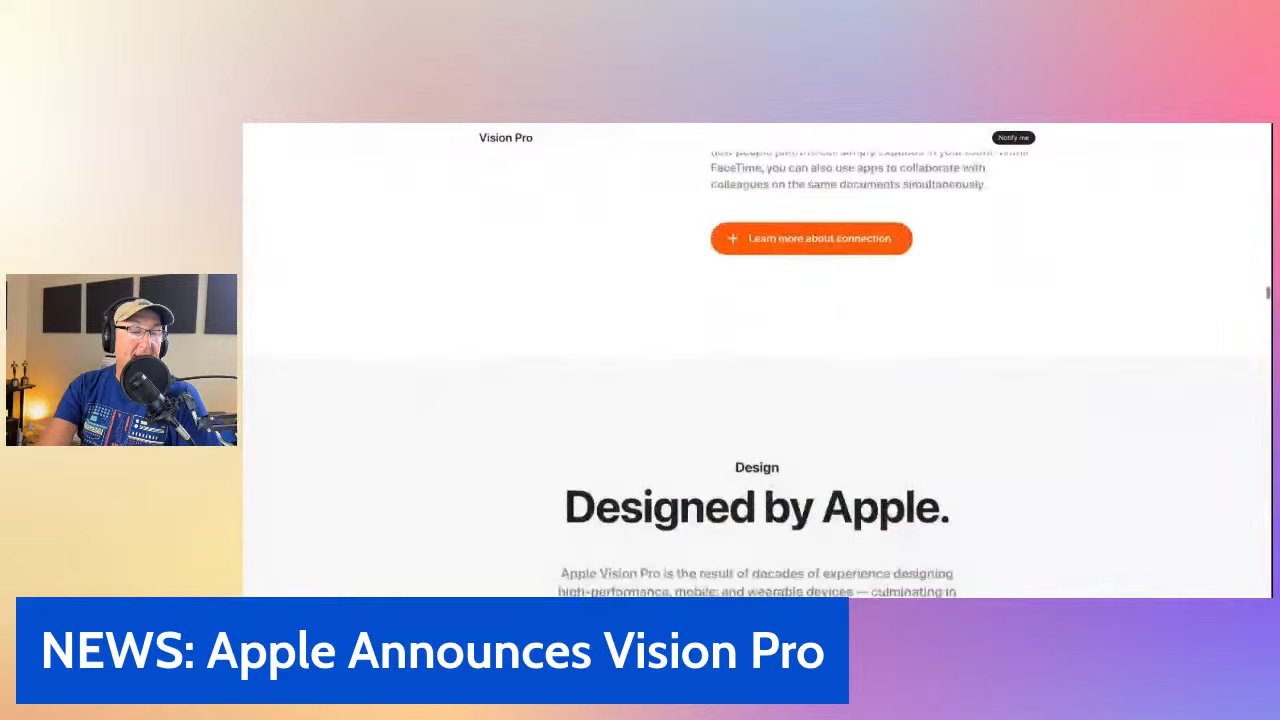 Vision Pro
Notify me
FaceTime, you can also use apps to collaborate with
colleagues on the same documents simultaneously.
+ Learn more about connection
Design
Designed by Apple.
Apple Vision Pro is the result of decades of experience designing
high-performance, mobile, and wearable devices — culminating in
NEWS: Apple Announces Vision Pro